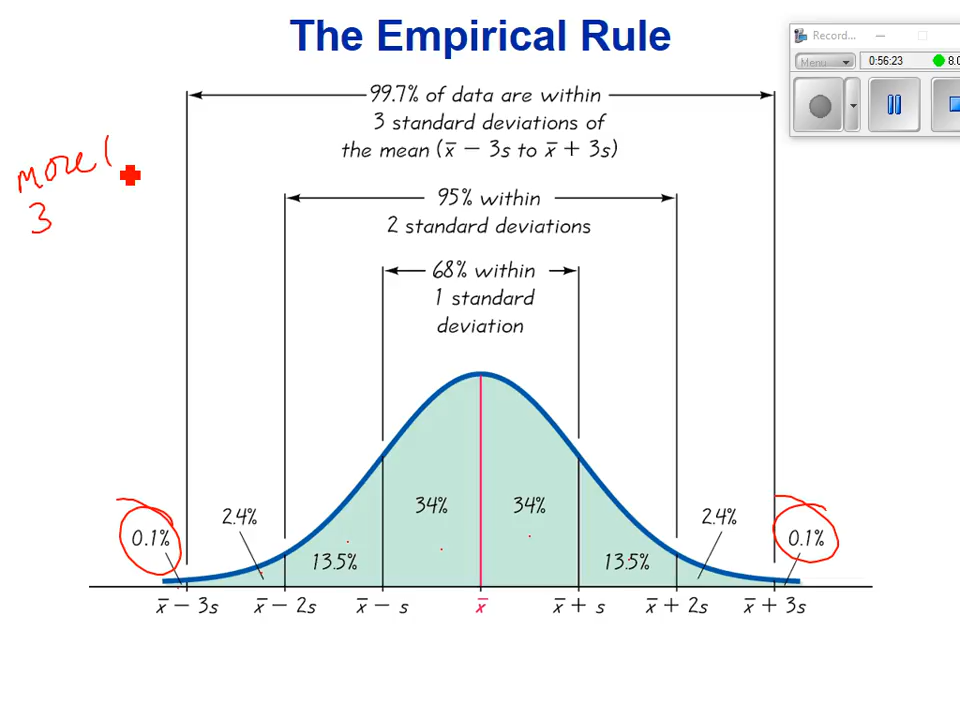 The Empirical Rule
Record...
Menu
0:56:23
8.0
99.7% of data are within
3 standard deviations of
the mean (x̄ − 3s to x̄ + 3s)
more (
3
95% within
2 standard deviations
68% within
1 standard
deviation
34% 34%
2.4% 2.4%
0.1% 0.1%
13.5% 13.5%
x̄ − 3s x̄ − 2s x̄ − s x̄ x̄ + s x̄ + 2s x̄ + 3s